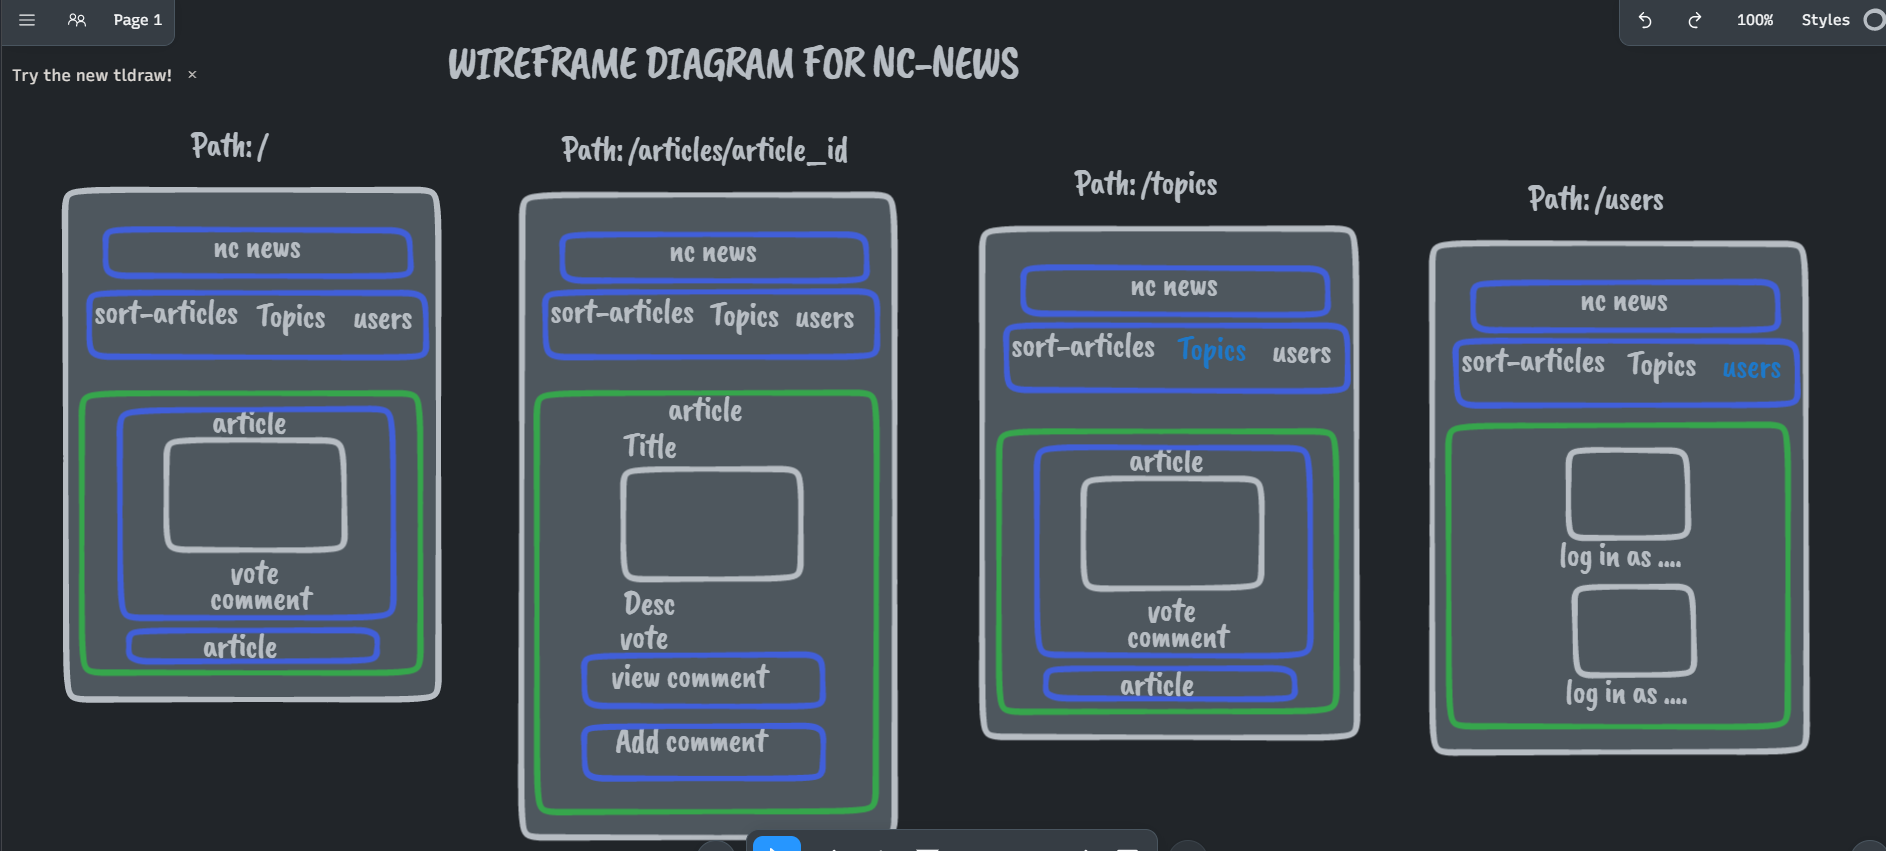 Page 1
100% Styles
Try the new tldraw! ×
WIREFRAME DIAGRAM FOR NC-NEWS
Path: /
nc news
sort-articles Topics users
article
vote
comment
article
Path: /articles/article_id
nc news
sort-articles Topics users
article
Title
Desc
vote
view comment
Add comment
Path: /topics
nc news
sort-articles Topics users
article
vote
comment
article
Path: /users
nc news
sort-articles Topics users
log in as ....
log in as ....